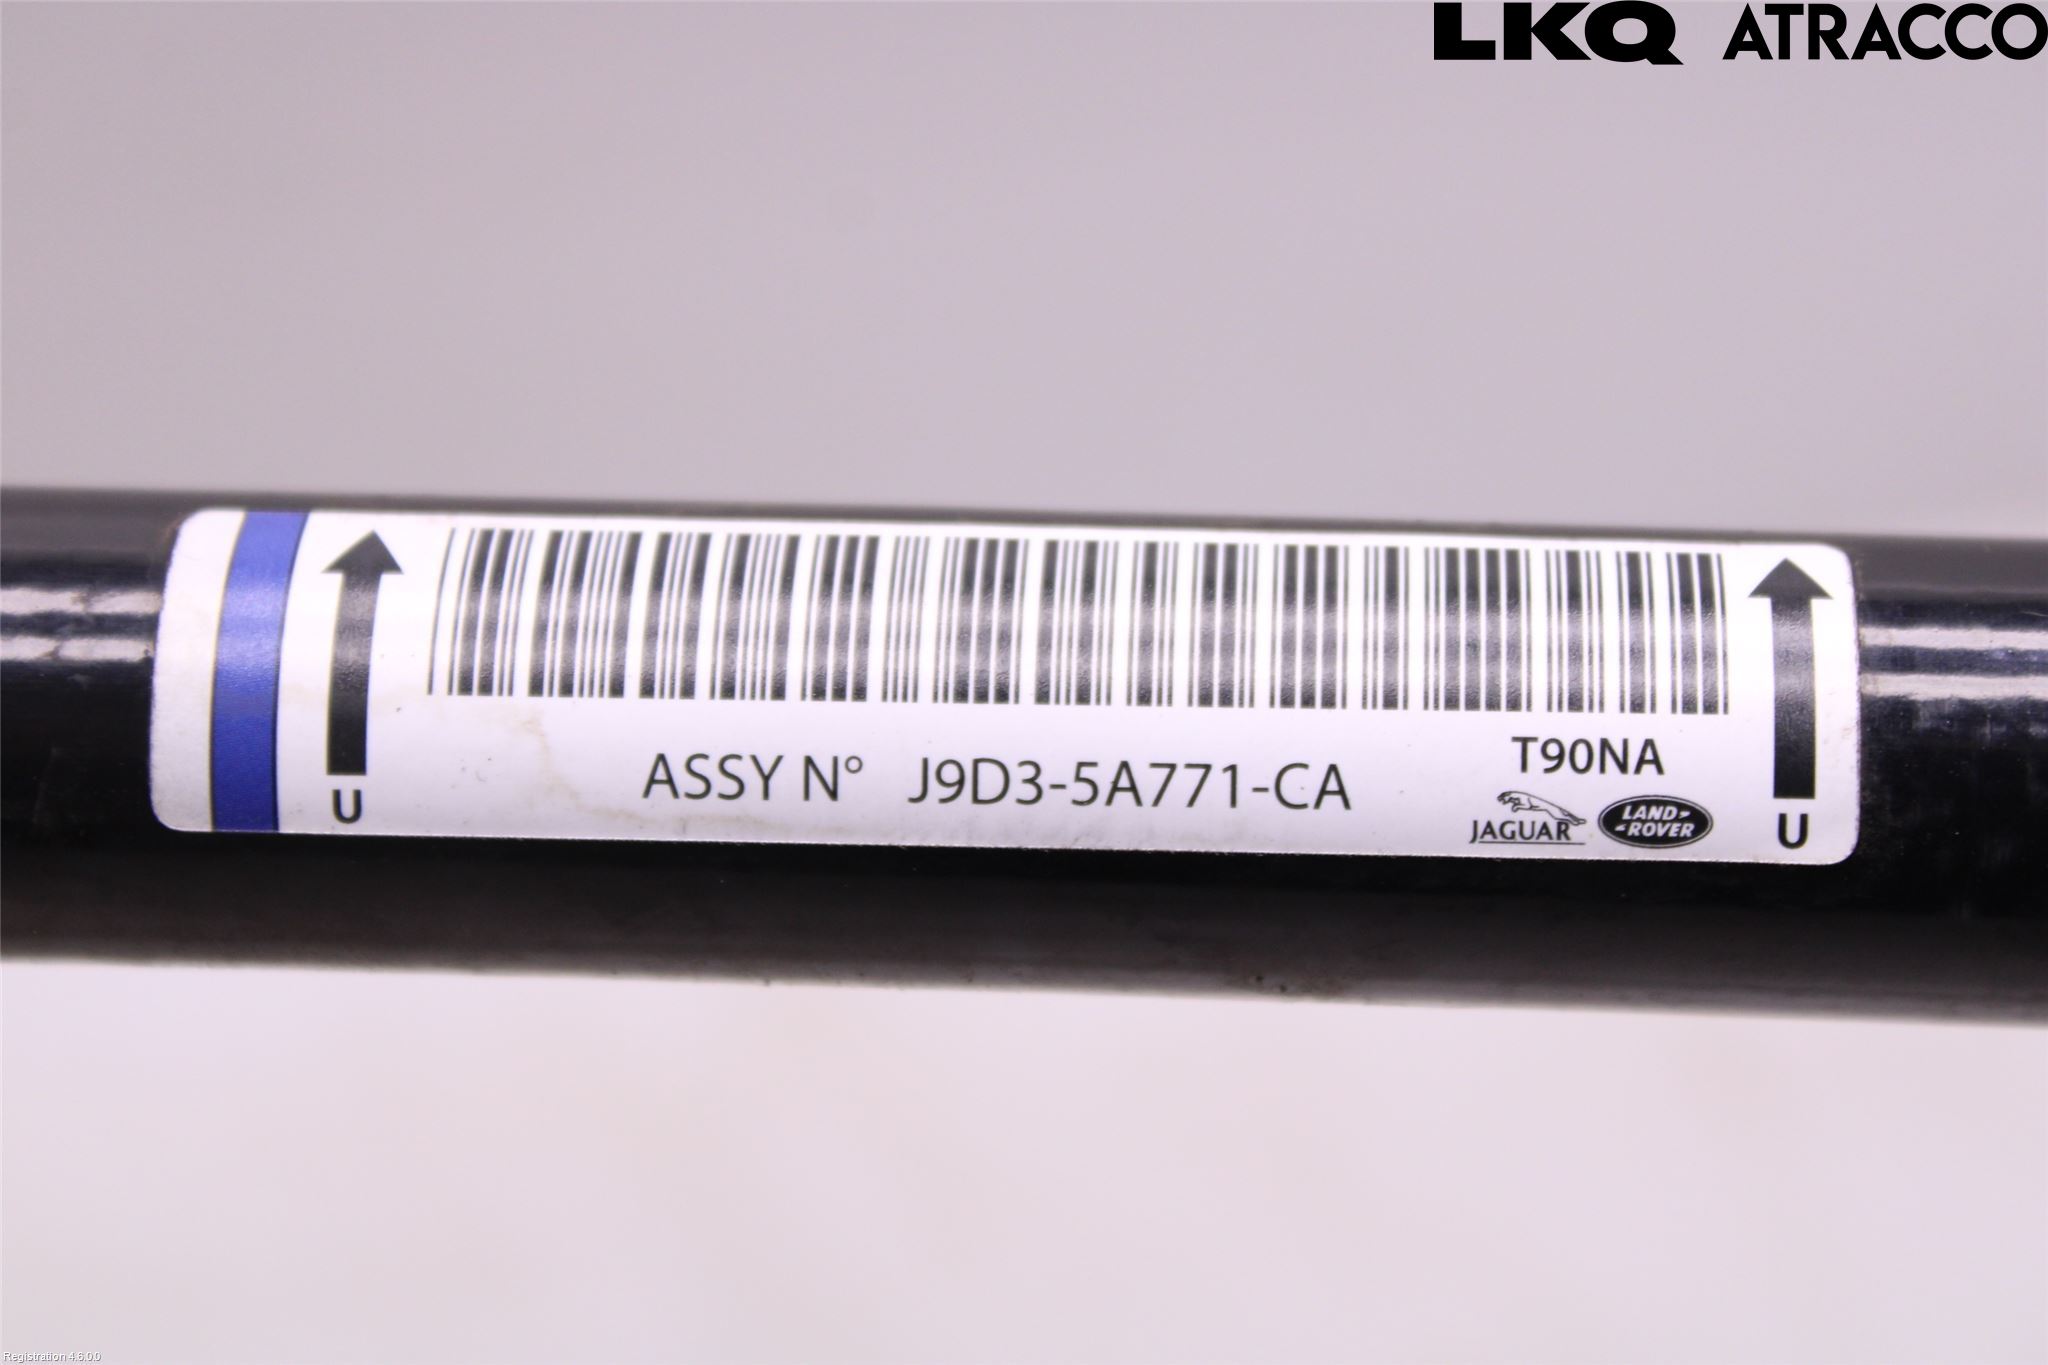 LKQ ATRACCO
ASSY N° J9D3-5A771-CA
T90NA
JAGUAR
LAND-
-ROVER
U
U
Registration 4.6.0.0